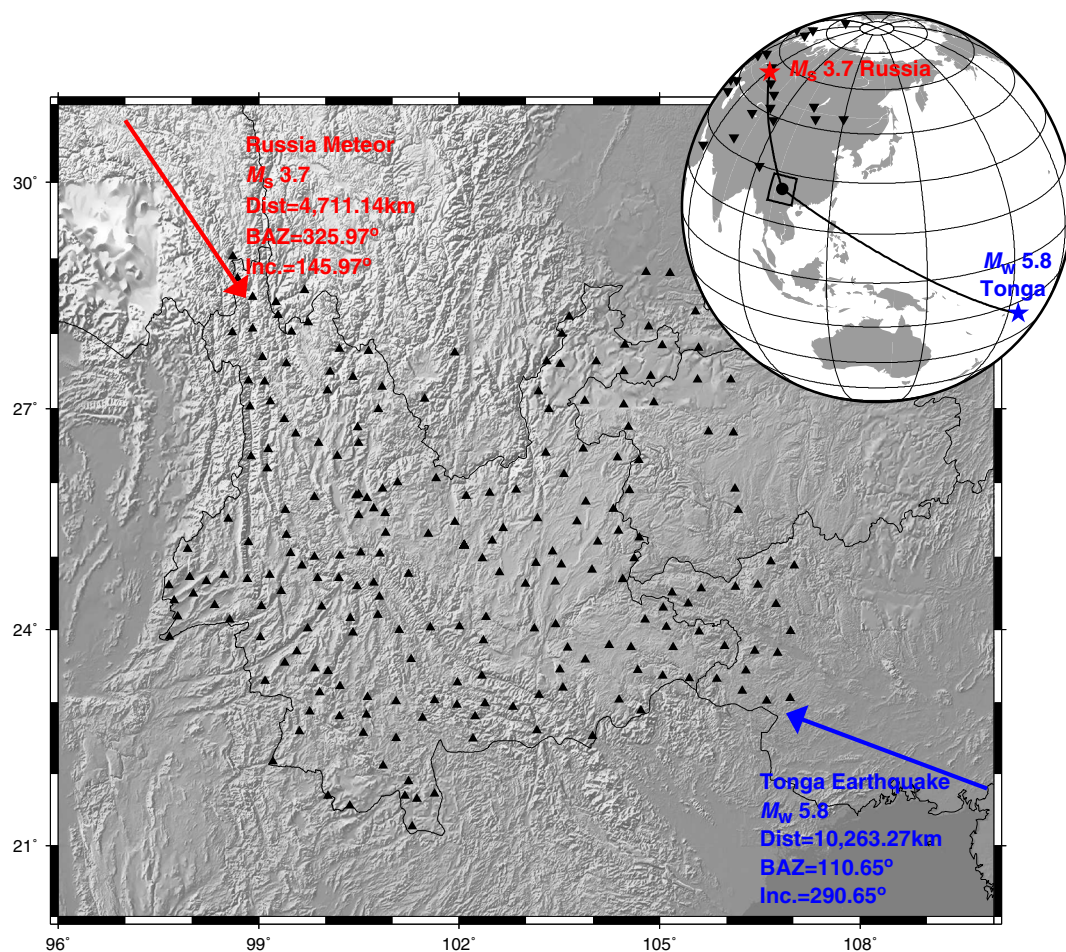 Mₛ 3.7 Russia
Russia Meteor
Mₛ 3.7
Dist=4,711.14km
BAZ=325.97°
Inc.=145.97°
Mw 5.8
Tonga
Tonga Earthquake
Mw 5.8
Dist=10,263.27km
BAZ=110.65°
Inc.=290.65°
30°
27°
24°
21°
96°
99°
102°
105°
108°